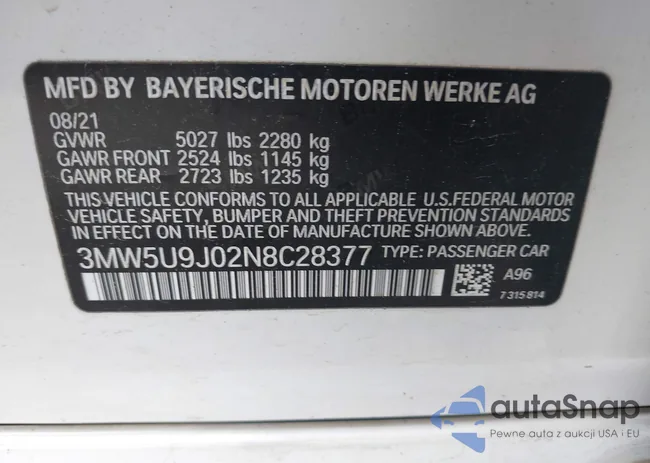 MFD BY BAYERISCHE MOTOREN WERKE AG
08/21
GVWR 5027 lbs 2280 kg
GAWR FRONT 2524 lbs 1145 kg
GAWR REAR 2723 lbs 1235 kg
THIS VEHICLE CONFORMS TO ALL APPLICABLE U.S.FEDERAL MOTOR
VEHICLE SAFETY, BUMPER AND THEFT PREVENTION STANDARDS
IN EFFECT ON THE DATE OF MANUFACTURE SHOWN ABOVE.
3MW5U9J02N8C28377 TYPE: PASSENGER CAR
A96
7 315 814
autoSnap
Pewne auta z aukcji USA i EU